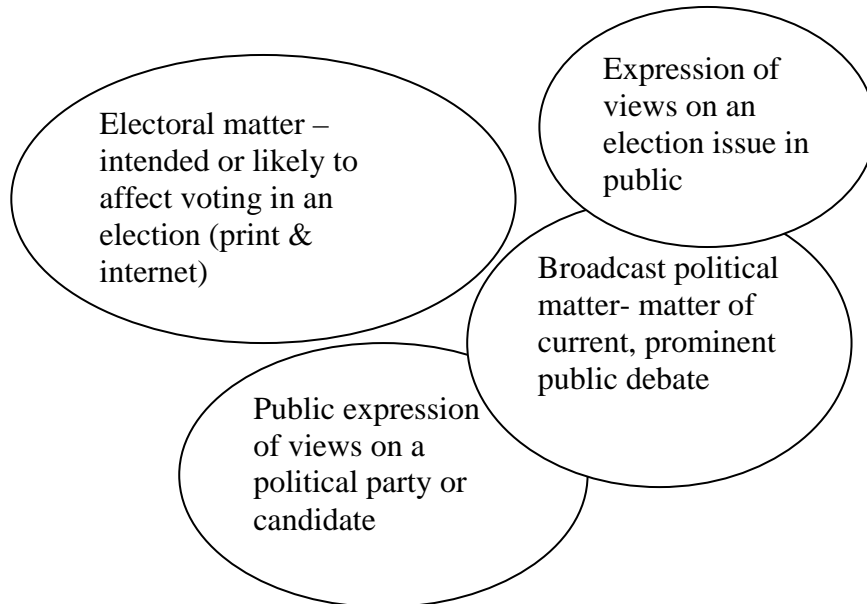 Electoral matter –
intended or likely to
affect voting in an
election (print &
internet)
Expression of
views on an
election issue in
public
Broadcast political
matter- matter of
current, prominent
public debate
Public expression
of views on a
political party or
candidate